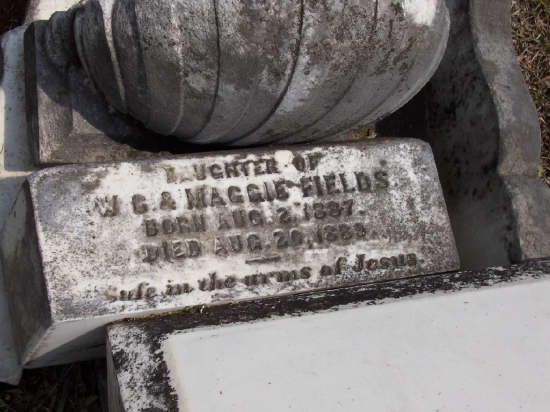 DAUGHTER OF
W. G. & MAGGIE FIELDS
BORN AUG. 2, 1887.
DIED AUG. 20, 1889.
Safe in the arms of Jesus